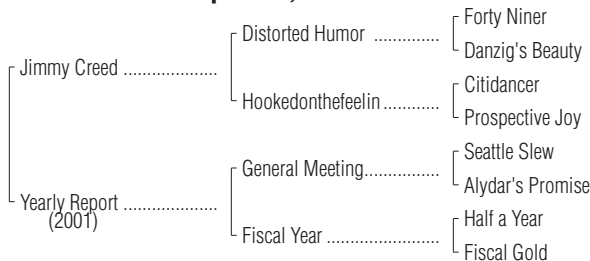 Forty Niner
Distorted Humor ..............
Danzig's Beauty
Jimmy Creed ....................
Citidancer
Hookedonthefeelin ............
Prospective Joy
Seattle Slew
General Meeting................
Alydar's Promise
Yearly Report ....................
(2001)
Half a Year
Fiscal Year ........................
Fiscal Gold